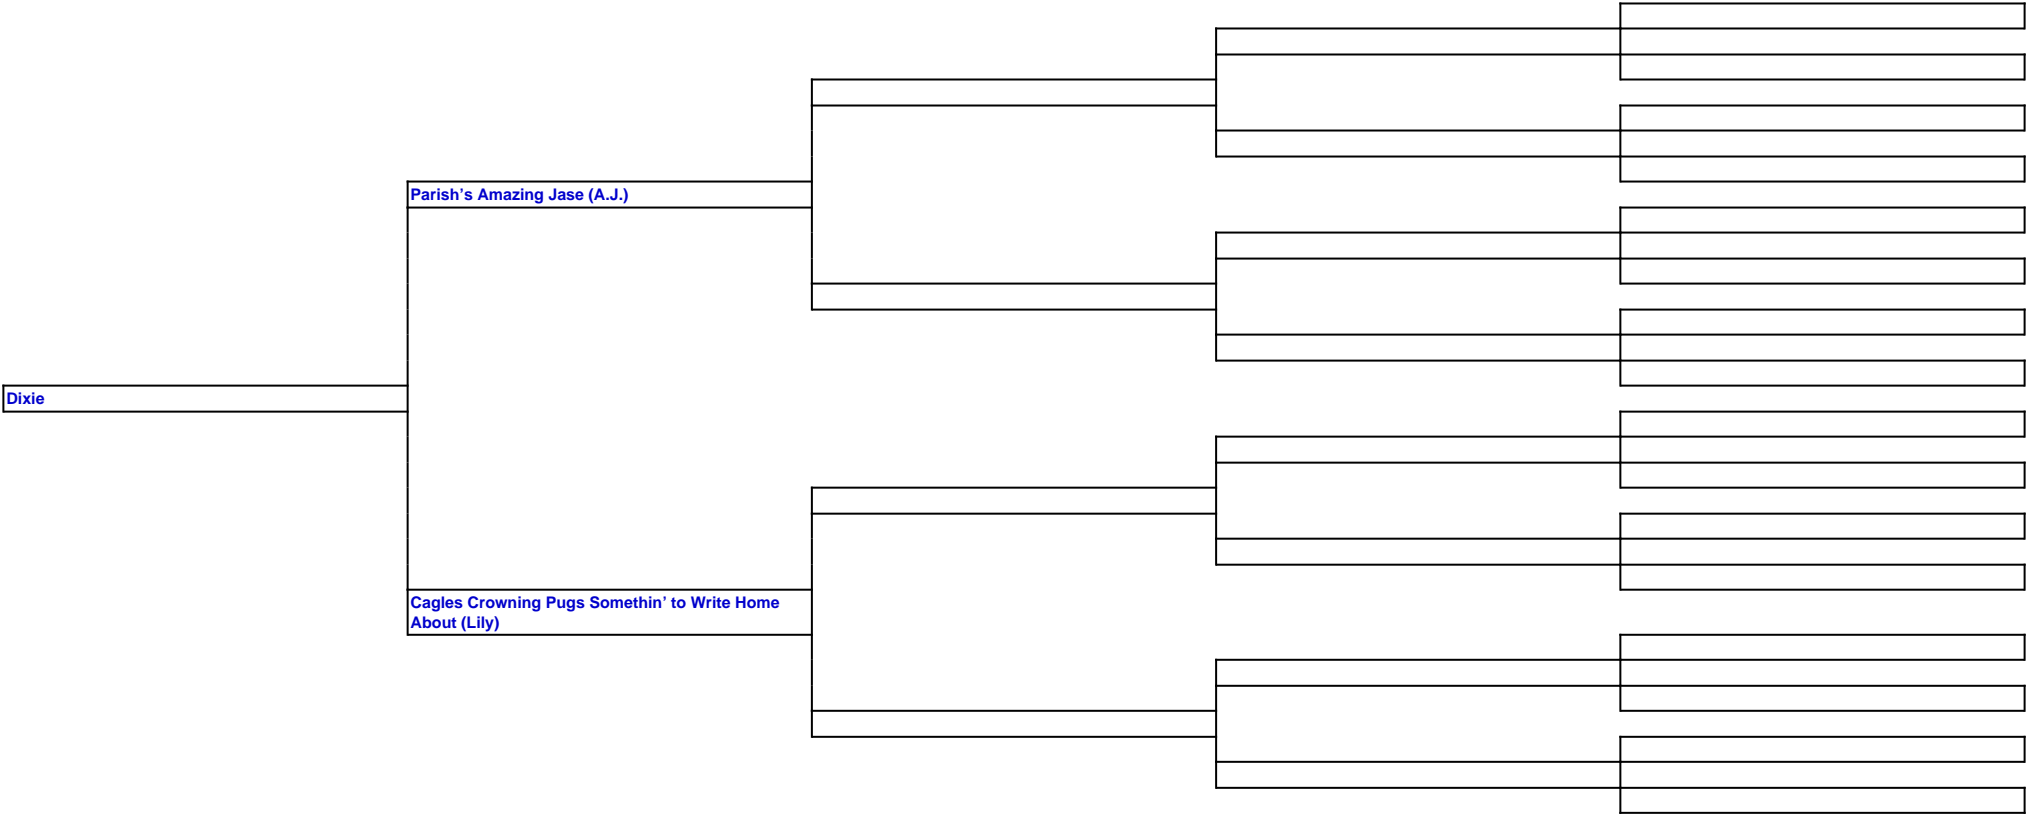 Parish’s Amazing Jase (A.J.)
Dixie
Cagles Crowning Pugs Somethin’ to Write Home
About (Lily)